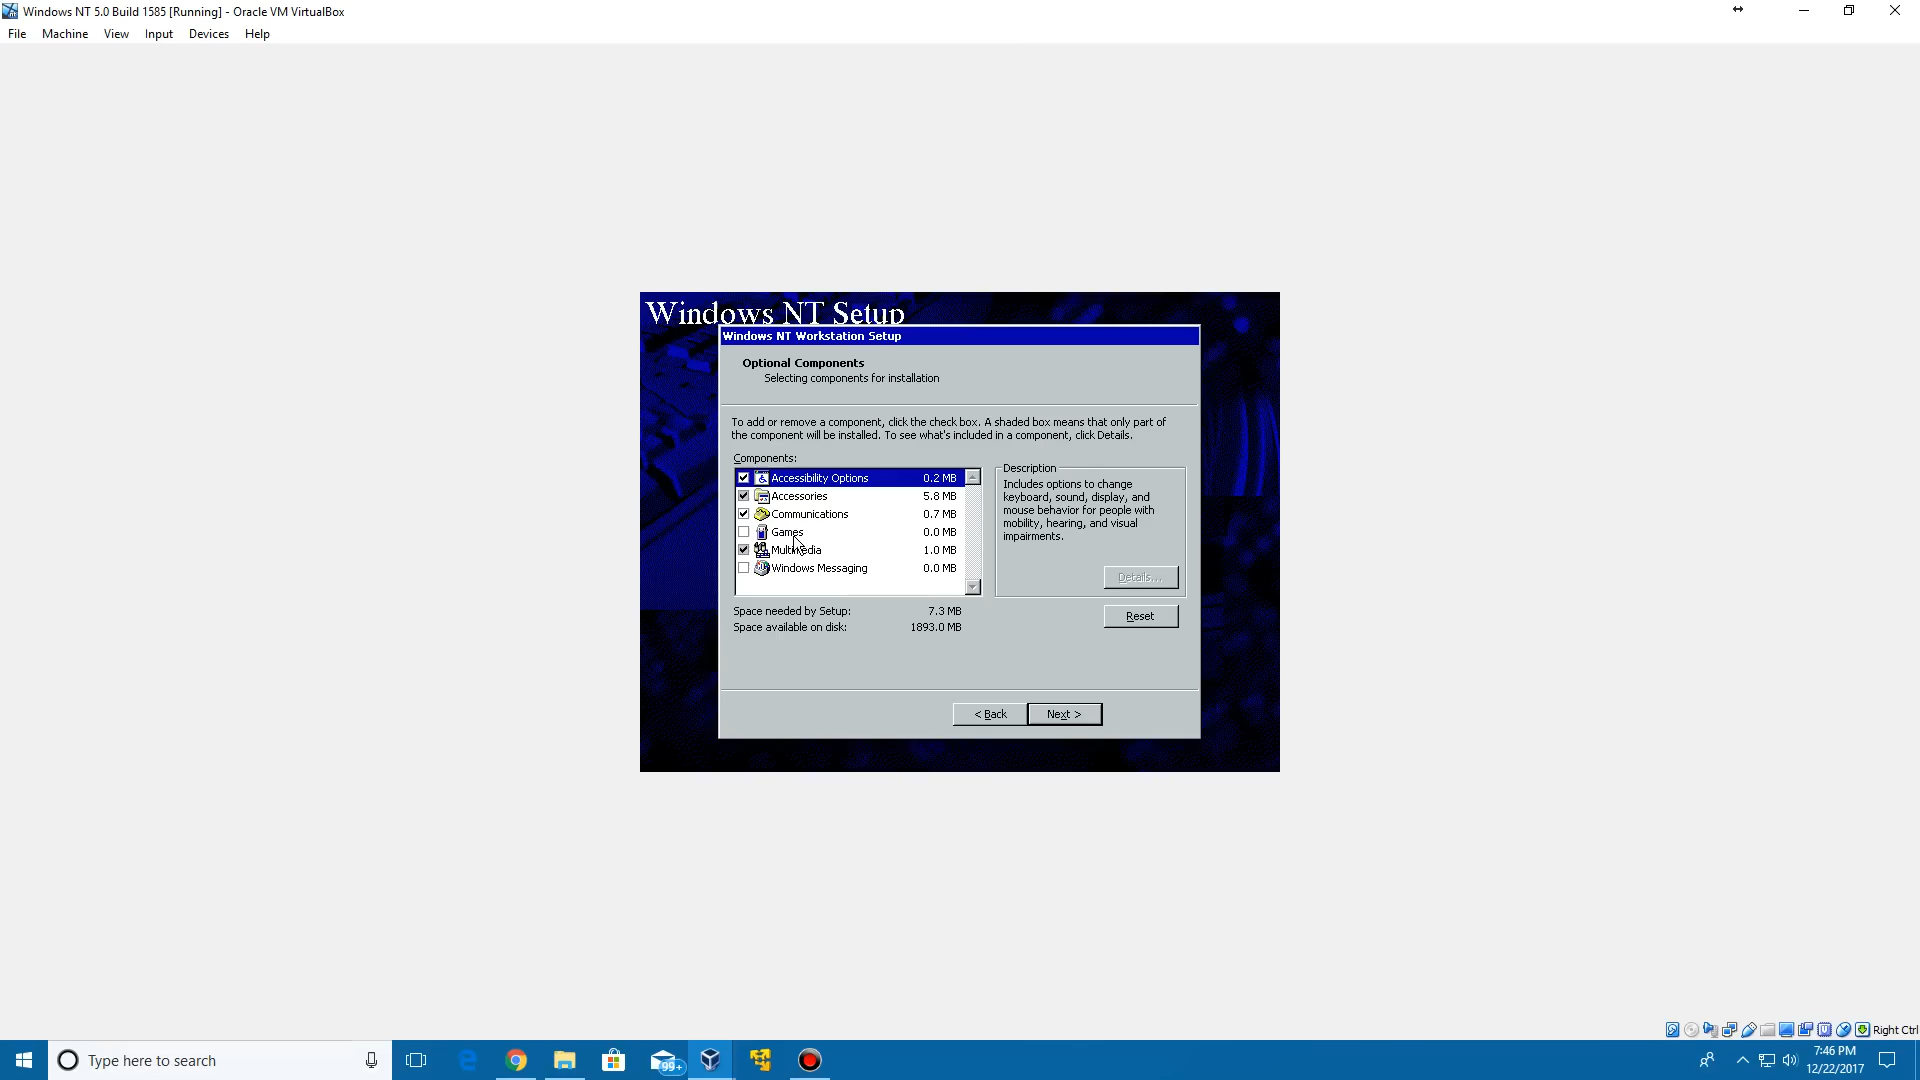 Windows NT 5.0 Build 1585 [Running] - Oracle VM VirtualBox
File Machine View Input Devices Help
Windows NT Setup
Windows NT Workstation Setup
Optional Components
Selecting components for installation
To add or remove a component, click the check box. A shaded box means that only part of
the component will be installed. To see what's included in a component, click Details.
Components:
Accessibility Options 0.2 MB
Accessories 5.8 MB
Communications 0.7 MB
Games 0.0 MB
Multimedia 1.0 MB
Windows Messaging 0.0 MB
Description
Includes options to change
keyboard, sound, display, and
mouse behavior for people with
mobility, hearing, and visual
impairments.
Details...
Space needed by Setup: 7.3 MB
Space available on disk: 1893.0 MB
Reset
< Back Next >
Right Ctrl
Type here to search
99+
7:46 PM
12/22/2017